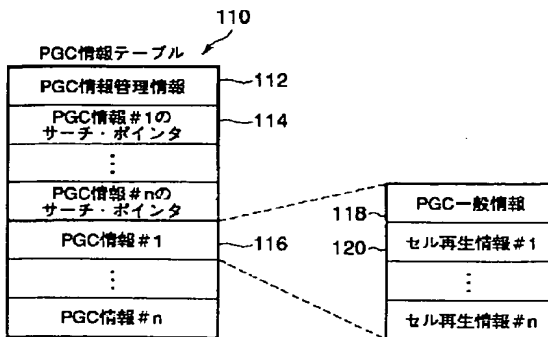 110
PGC情報テーブル
PGC情報管理情報
112
PGC情報#1の
サーチ・ポインタ
114
⋮
PGC情報#nの
サーチ・ポインタ
PGC情報#1
116
⋮
PGC情報#n
PGC一般情報
118
セル再生情報#1
120
⋮
セル再生情報#n